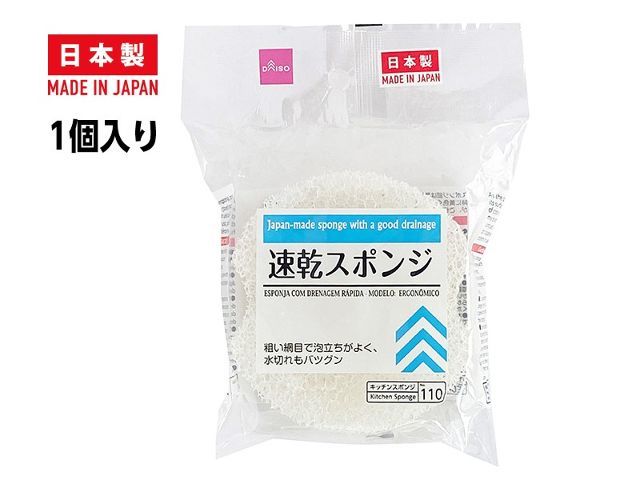 日本製
MADE IN JAPAN
1個入り
DAISO
日本製
MADE IN JAPAN
Japan-made sponge with a good drainage
速乾スポンジ
ESPONJA COM DRENAGEM RÁPIDA · MODELO: ERGONÔMICO
粗い網目で泡立ちがよく、
水切れもバツグン
キッチンスポンジ
Kitchen Sponge
No 110